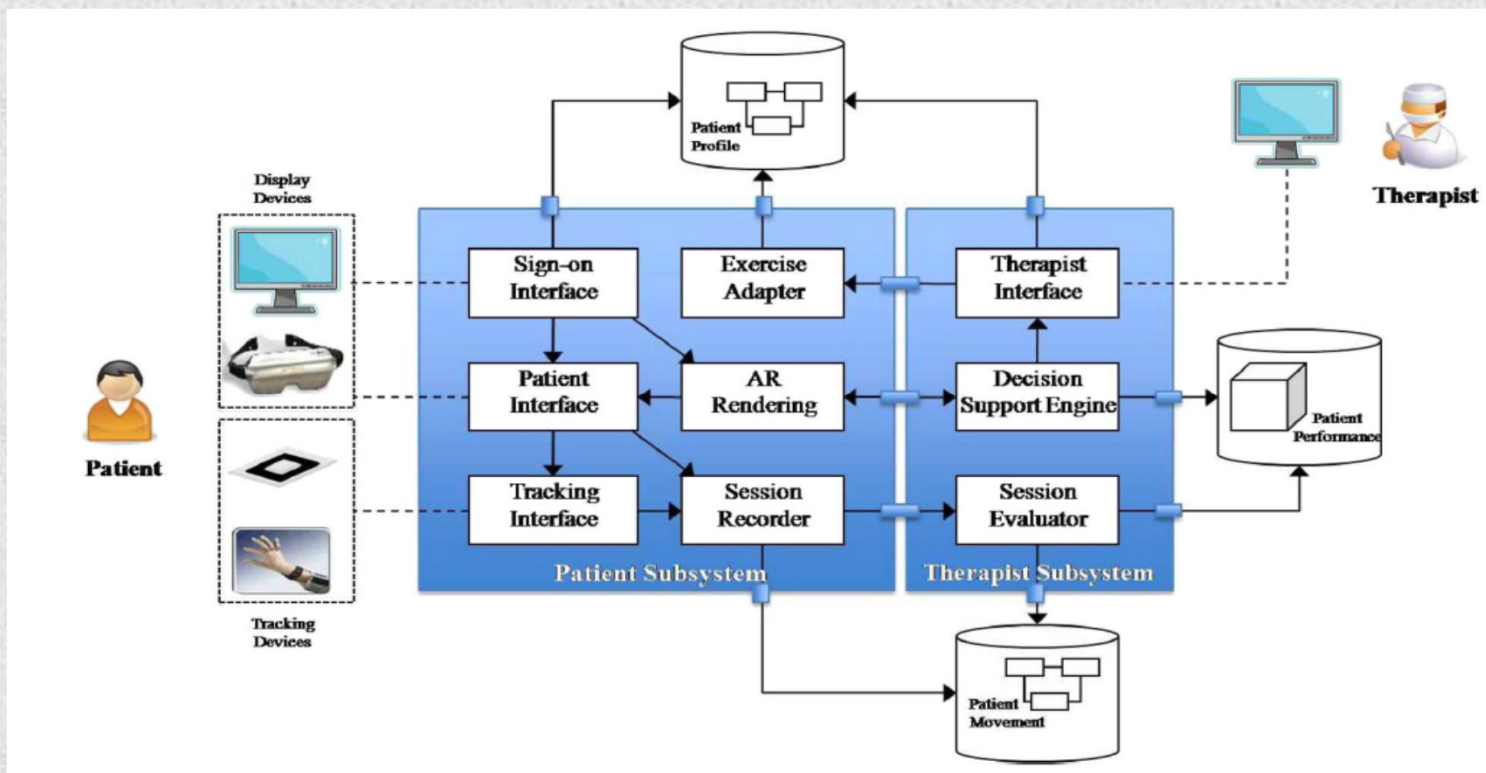 Patient
Profile
Display
Devices
Therapist
Sign-on
Interface
Exercise
Adapter
Therapist
Interface
Patient
Interface
AR
Rendering
Decision
Support Engine
Patient
Performance
Patient
Tracking
Interface
Session
Recorder
Session
Evaluator
Patient Subsystem
Therapist Subsystem
Tracking
Devices
Patient
Movement